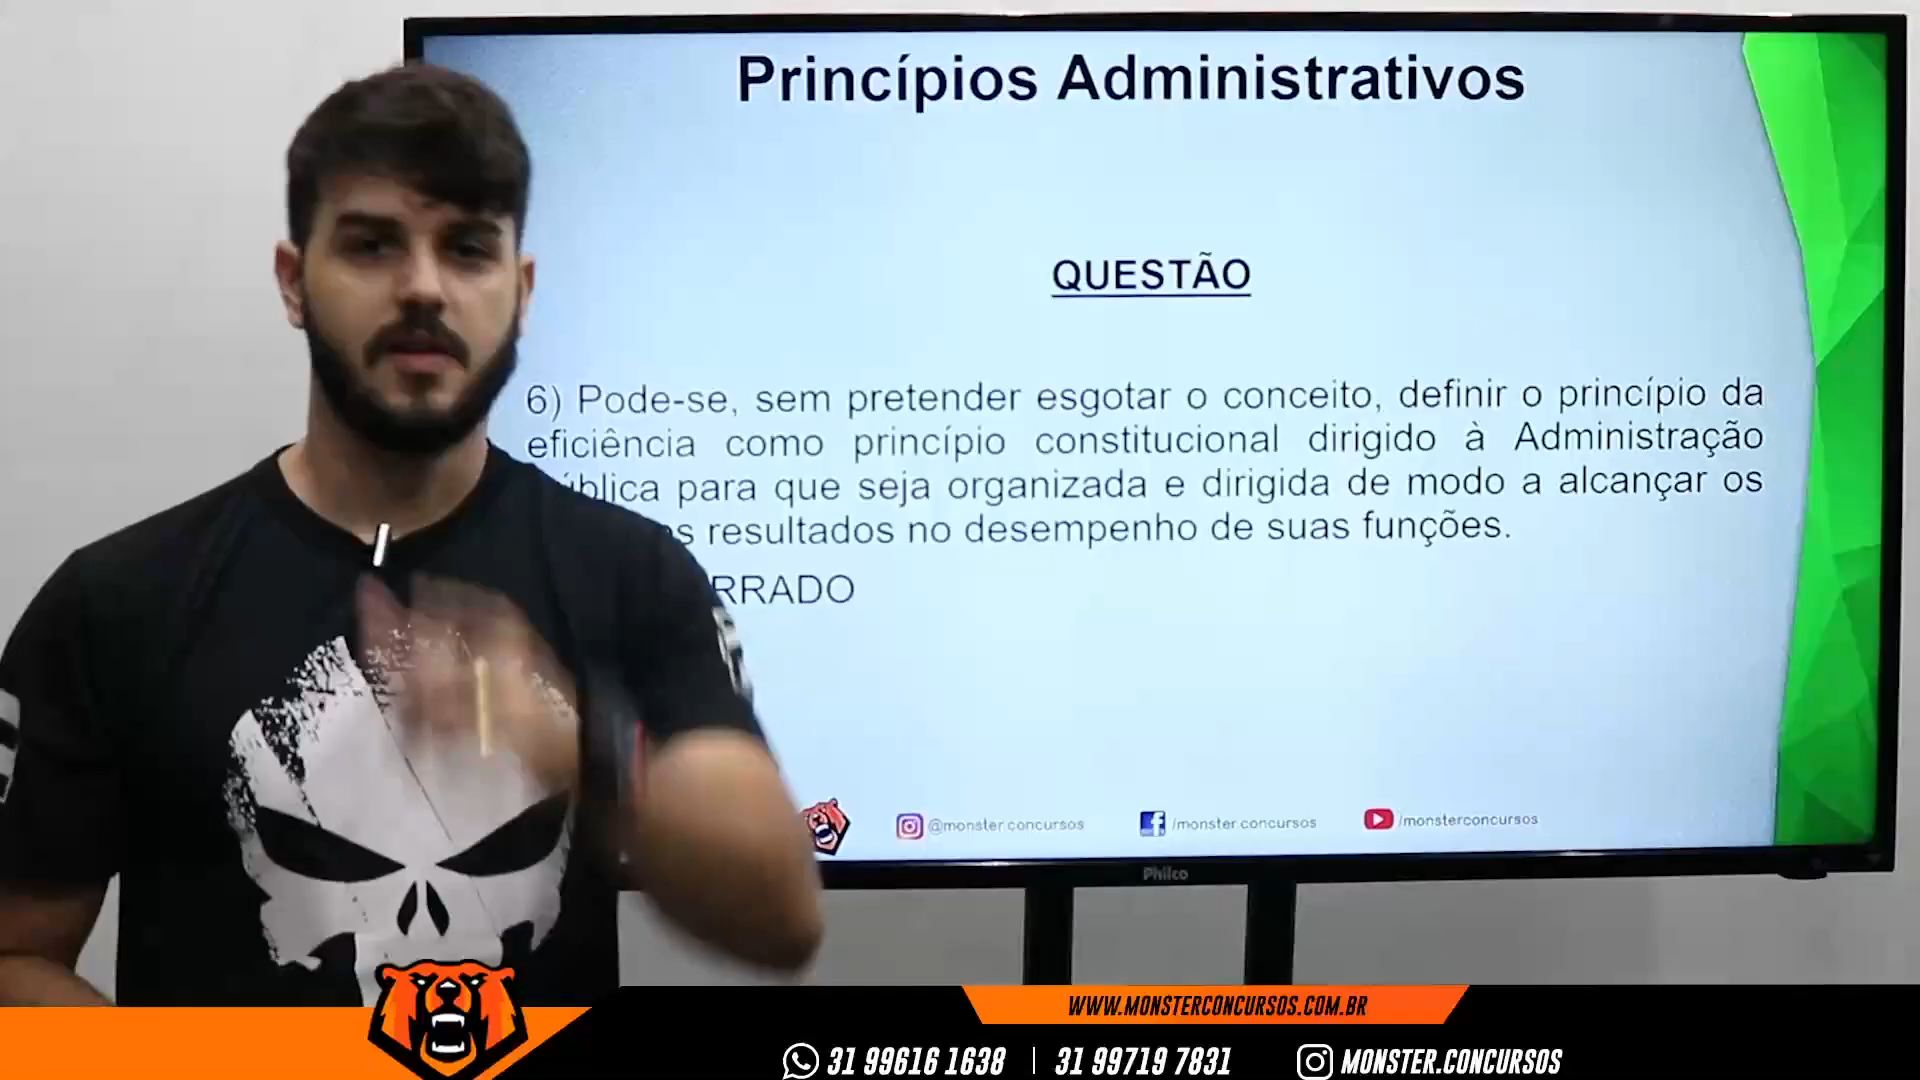 Princípios Administrativos
QUESTÃO
6) Pode-se, sem pretender esgotar o conceito, definir o princípio da
eficiência como princípio constitucional dirigido à Administração
ública para que seja organizada e dirigida de modo a alcançar os
s resultados no desempenho de suas funções.
RRADO
@monster.concursos
/monster.concursos
/monsterconcursos
Philco
WWW.MONSTERCONCURSOS.COM.BR
31 99616 1638 | 31 99719 7831
MONSTER.CONCURSOS